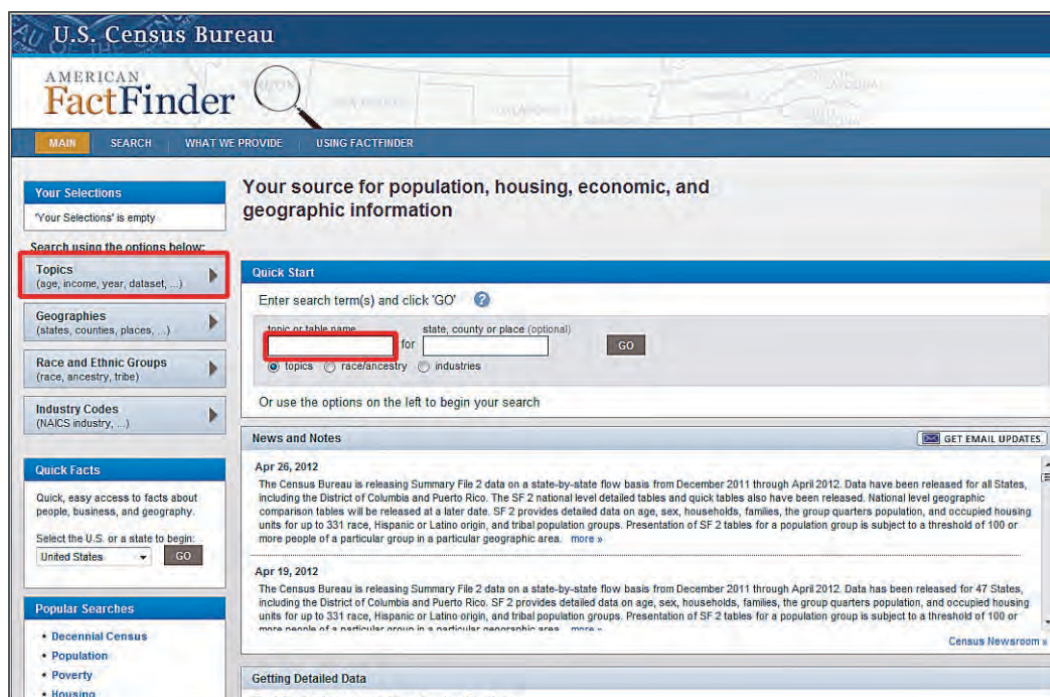 U.S. Census Bureau
AMERICAN
FactFinder
MAIN SEARCH WHAT WE PROVIDE USING FACTFINDER
Your Selections
'Your Selections' is empty
Search using the options below:
Topics
(age, income, year, dataset, ...)
Geographies
(states, counties, places, ...)
Race and Ethnic Groups
(race, ancestry, tribe)
Industry Codes
(NAICS industry, ...)
Quick Facts
Quick, easy access to facts about
people, business, and geography.
Select the U.S. or a state to begin:
United States GO
Popular Searches
• Decennial Census
• Population
• Poverty
• Housing
Your source for population, housing, economic, and
geographic information
Quick Start
Enter search term(s) and click 'GO' ?
topic or table name state, county or place (optional)
for GO
topics race/ancestry industries
Or use the options on the left to begin your search
News and Notes GET EMAIL UPDATES
Apr 26, 2012
The Census Bureau is releasing Summary File 2 data on a state-by-state flow basis from December 2011 through April 2012. Data have been released for all States,
including the District of Columbia and Puerto Rico. The SF 2 national level detailed tables and quick tables also have been released. National level geographic
comparison tables will be released at a later date. SF 2 provides detailed data on age, sex, households, families, the group quarters population, and occupied housing
units for up to 331 race, Hispanic or Latino origin, and tribal population groups. Presentation of SF 2 tables for a population group is subject to a threshold of 100 or
more people of a particular group in a particular geographic area. more »
Apr 19, 2012
The Census Bureau is releasing Summary File 2 data on a state-by-state flow basis from December 2011 through April 2012. Data has been released for 47 States,
including the District of Columbia and Puerto Rico. SF 2 provides detailed data on age, sex, households, families, the group quarters population, and occupied housing
units for up to 331 race, Hispanic or Latino origin, and tribal population groups. Presentation of SF 2 tables for a population group is subject to a threshold of 100 or
more people of a particular group in a particular geographic area. more »
Census Newsroom »
Getting Detailed Data